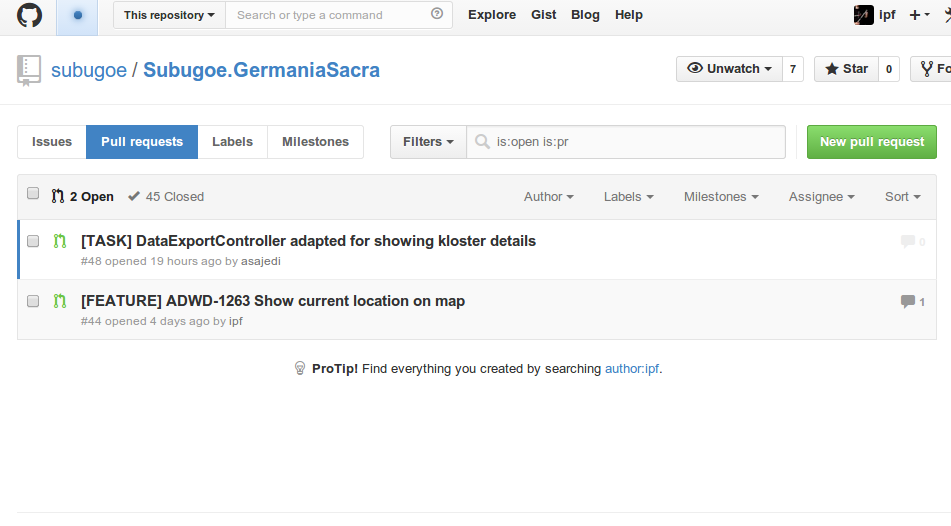 This repository Search or type a command Explore Gist Blog Help ipf
subugoe / Subugoe.GermaniaSacra Unwatch 7 Star 0
Issues Pull requests Labels Milestones Filters is:open is:pr New pull request
2 Open 45 Closed Author Labels Milestones Assignee Sort
[TASK] DataExportController adapted for showing kloster details 0
#48 opened 19 hours ago by asajedi
[FEATURE] ADWD-1263 Show current location on map 1
#44 opened 4 days ago by ipf
ProTip! Find everything you created by searching author:ipf.